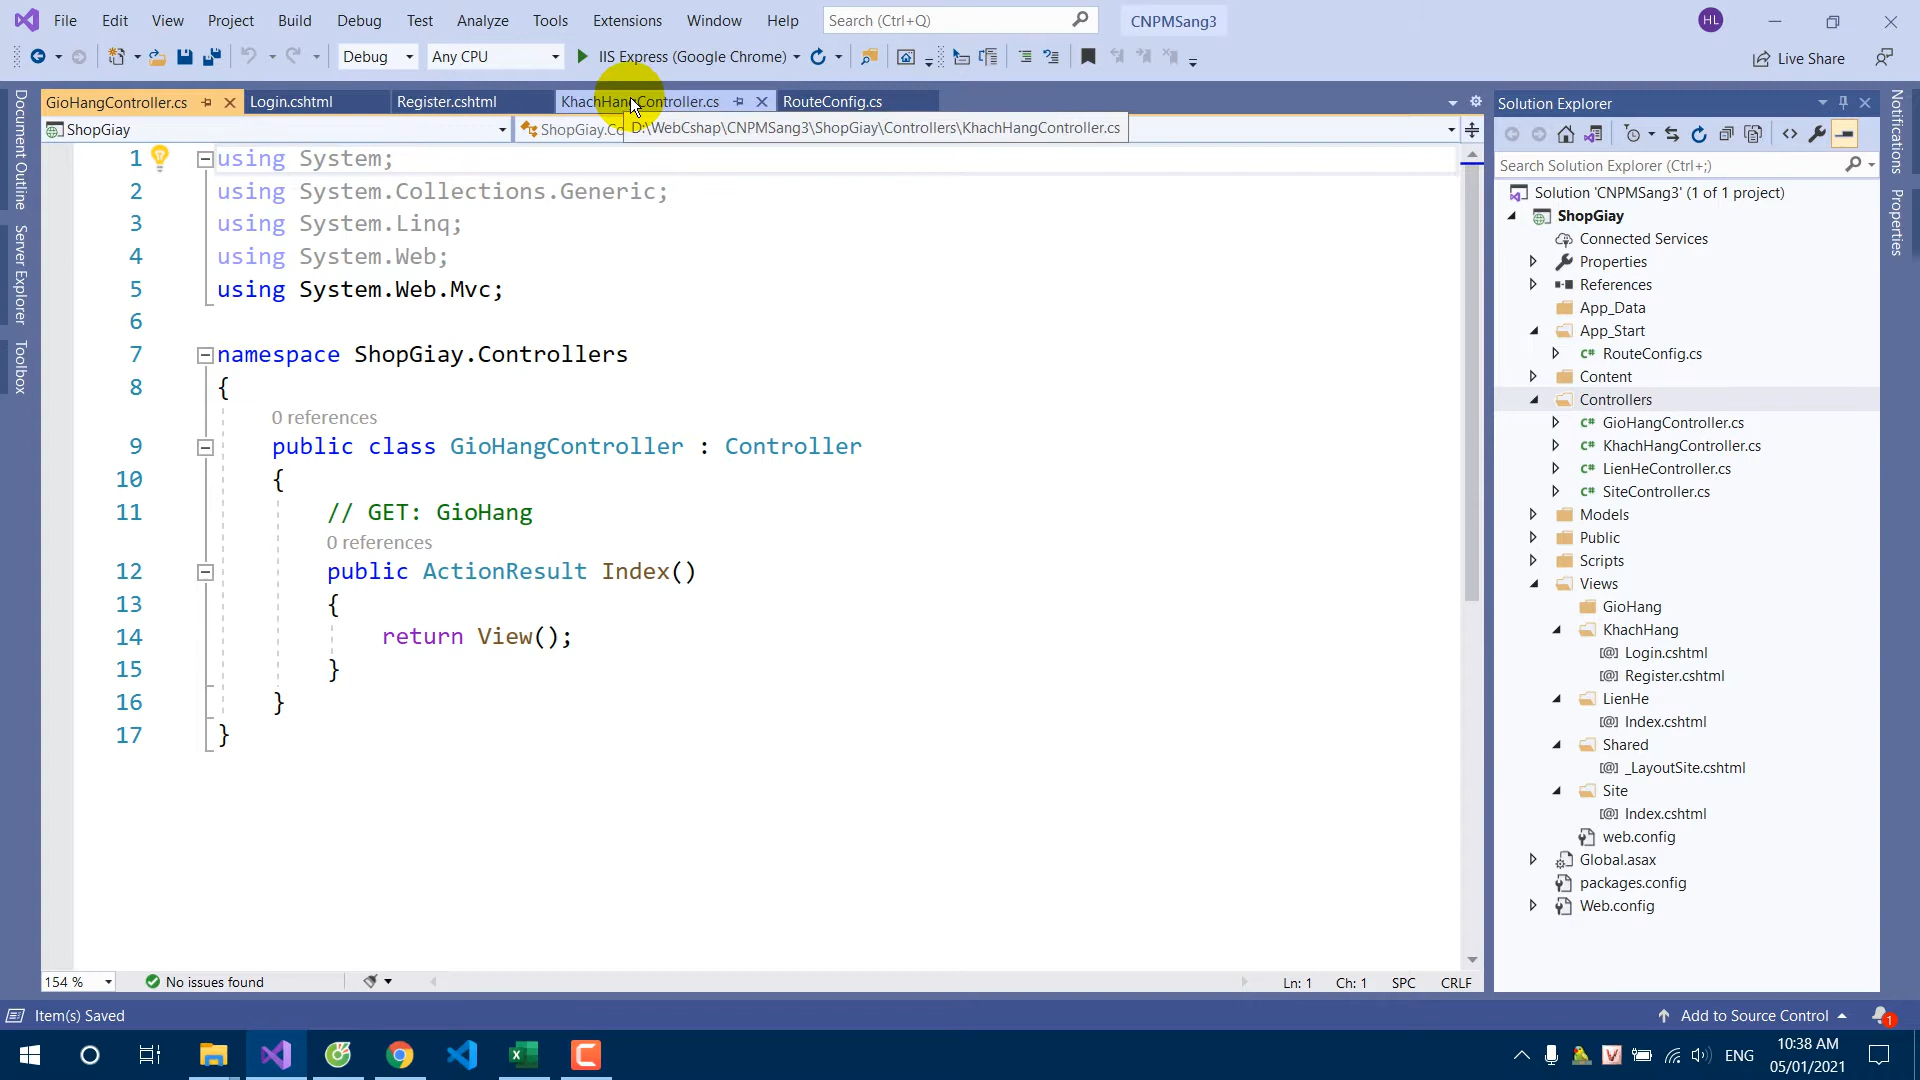 File Edit View Project Build Debug Test Analyze Tools Extensions Window Help Search (Ctrl+Q) CNPMSang3 HL
Debug Any CPU IIS Express (Google Chrome) Live Share
GioHangController.cs Login.cshtml Register.cshtml KhachHangController.cs RouteConfig.cs
ShopGiay ShopGiay.Co D:\WebCshap\CNPMSang3\ShopGiay\Controllers\KhachHangController.cs
Document Outline
Server Explorer
Toolbox
1 using System;
2 using System.Collections.Generic;
3 using System.Linq;
4 using System.Web;
5 using System.Web.Mvc;
6
7 namespace ShopGiay.Controllers
8 {
0 references
9 public class GioHangController : Controller
10 {
11 // GET: GioHang
0 references
12 public ActionResult Index()
13 {
14 return View();
15 }
16 }
17 }
154 % No issues found Ln: 1 Ch: 1 SPC CRLF
Solution Explorer
Search Solution Explorer (Ctrl+;)
Solution 'CNPMSang3' (1 of 1 project)
ShopGiay
Connected Services
Properties
References
App_Data
App_Start
C# RouteConfig.cs
Content
Controllers
C# GioHangController.cs
C# KhachHangController.cs
C# LienHeController.cs
C# SiteController.cs
Models
Public
Scripts
Views
GioHang
KhachHang
[@] Login.cshtml
[@] Register.cshtml
LienHe
[@] Index.cshtml
Shared
[@] _LayoutSite.cshtml
Site
[@] Index.cshtml
web.config
Global.asax
packages.config
Web.config
Notifications
Properties
Item(s) Saved Add to Source Control 1
ENG 10:38 AM
05/01/2021